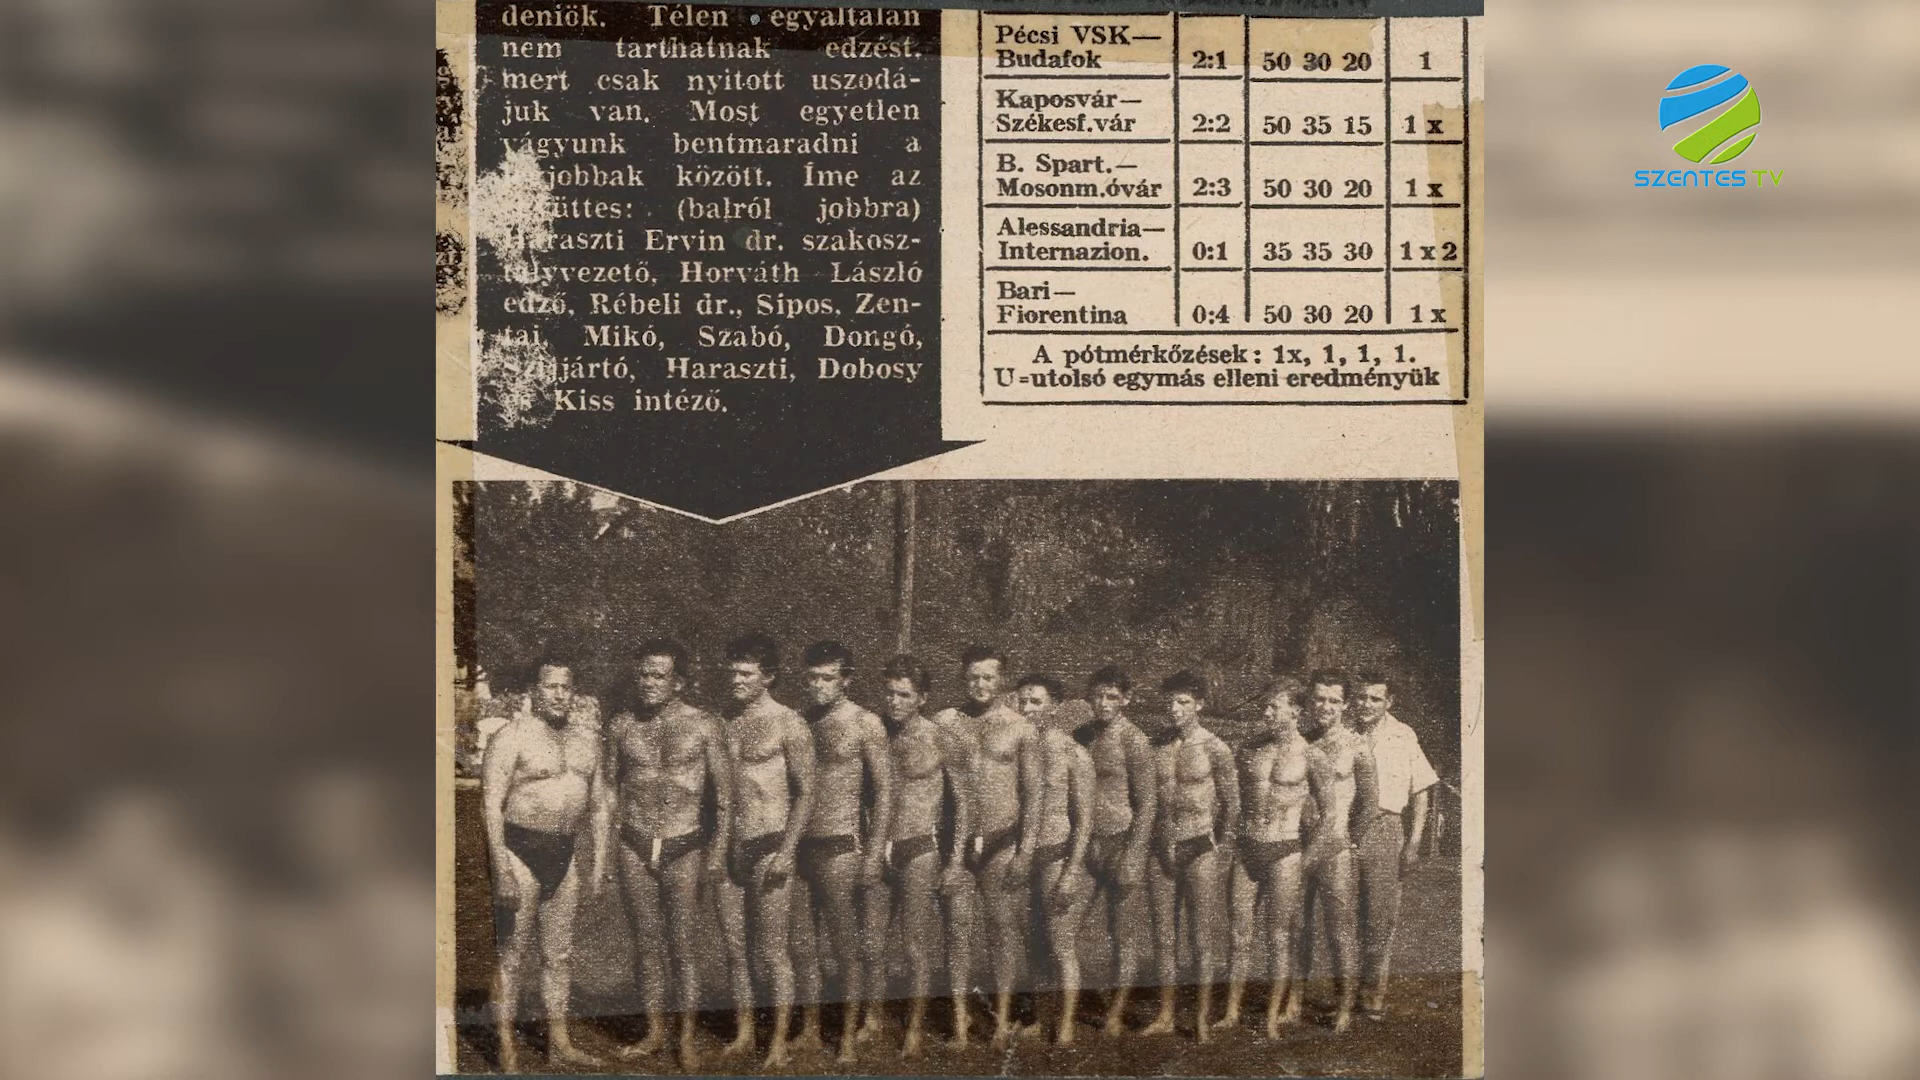 deniök. Télen egyáltalán
nem tarthatnak edzést.
mert csak nyitott uszodá-
juk van. Most egyetlen
vágyunk bentmaradni a
jobbak között. Íme az
üttes: (balról jobbra)
Haraszti Ervin dr. szakosz-
tályvezető, Horváth László
edző, Rébeli dr., Sipos, Zen-
tai, Mikó, Szabó, Dongó,
jártó, Haraszti, Dobosy
és Kiss intéző.
Pécsi VSK—
Budafok 2:1 50 30 20 1
Kaposvár—
Székesf.vár 2:2 50 35 15 1 x
B. Spart.—
Mosonm.óvár 2:3 50 30 20 1 x
Alessandria—
Internazion. 0:1 35 35 30 1 x 2
Bari—
Fiorentina 0:4 50 30 20 1 x
A pótmérkőzések: 1x, 1, 1, 1.
U=utolsó egymás elleni eredményük
SZENTES TV